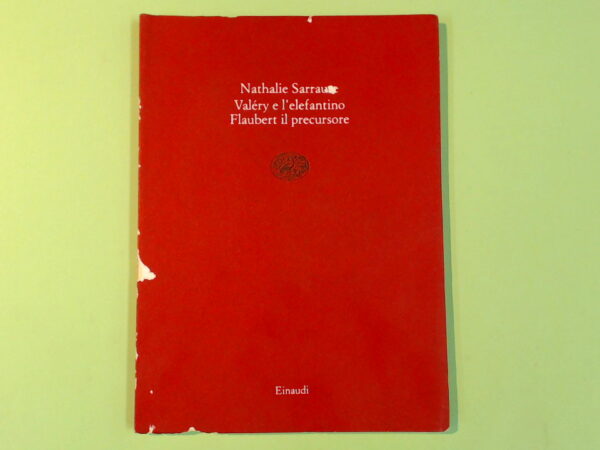 Nathalie Sarraute
Valéry e l'elefantino
Flaubert il precursore
Einaudi